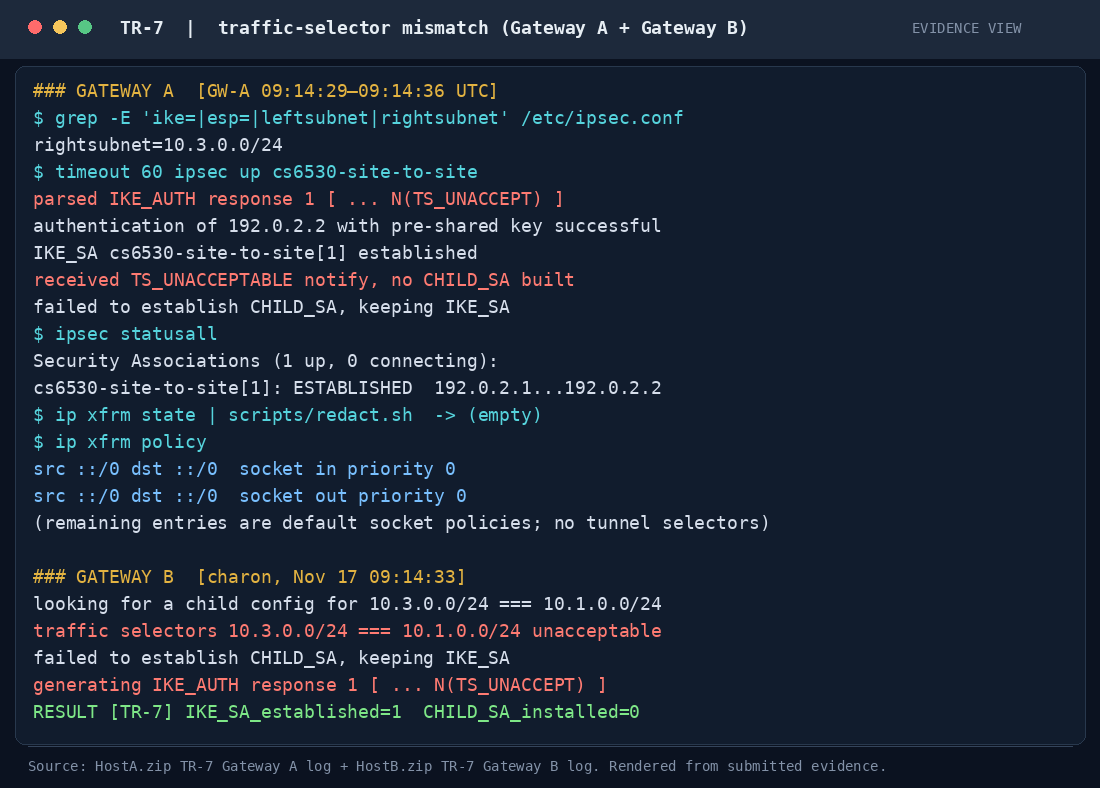 TR-7 | traffic-selector mismatch (Gateway A + Gateway B)
EVIDENCE VIEW
### GATEWAY A [GW-A 09:14:29–09:14:36 UTC]
$ grep -E 'ike=|esp=|leftsubnet|rightsubnet' /etc/ipsec.conf
rightsubnet=10.3.0.0/24
$ timeout 60 ipsec up cs6530-site-to-site
parsed IKE_AUTH response 1 [ ... N(TS_UNACCEPT) ]
authentication of 192.0.2.2 with pre-shared key successful
IKE_SA cs6530-site-to-site[1] established
received TS_UNACCEPTABLE notify, no CHILD_SA built
failed to establish CHILD_SA, keeping IKE_SA
$ ipsec statusall
Security Associations (1 up, 0 connecting):
cs6530-site-to-site[1]: ESTABLISHED  192.0.2.1...192.0.2.2
$ ip xfrm state | scripts/redact.sh  -> (empty)
$ ip xfrm policy
src ::/0 dst ::/0  socket in priority 0
src ::/0 dst ::/0  socket out priority 0
(remaining entries are default socket policies; no tunnel selectors)
### GATEWAY B  [charon, Nov 17 09:14:33]
looking for a child config for 10.3.0.0/24 === 10.1.0.0/24
traffic selectors 10.3.0.0/24 === 10.1.0.0/24 unacceptable
failed to establish CHILD_SA, keeping IKE_SA
generating IKE_AUTH response 1 [ ... N(TS_UNACCEPT) ]
RESULT [TR-7] IKE_SA_established=1  CHILD_SA_installed=0
Source: HostA.zip TR-7 Gateway A log + HostB.zip TR-7 Gateway B log. Rendered from submitted evidence.